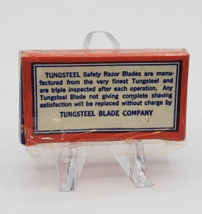 TUNGSTEEL Safety Razor Blades are manu-
factured from the very finest Tungsteel and
are triple inspected after each operation. Any
Tungsteel Blade not giving complete shaving
satisfaction will be replaced without charge by
TUNGSTEEL BLADE COMPANY